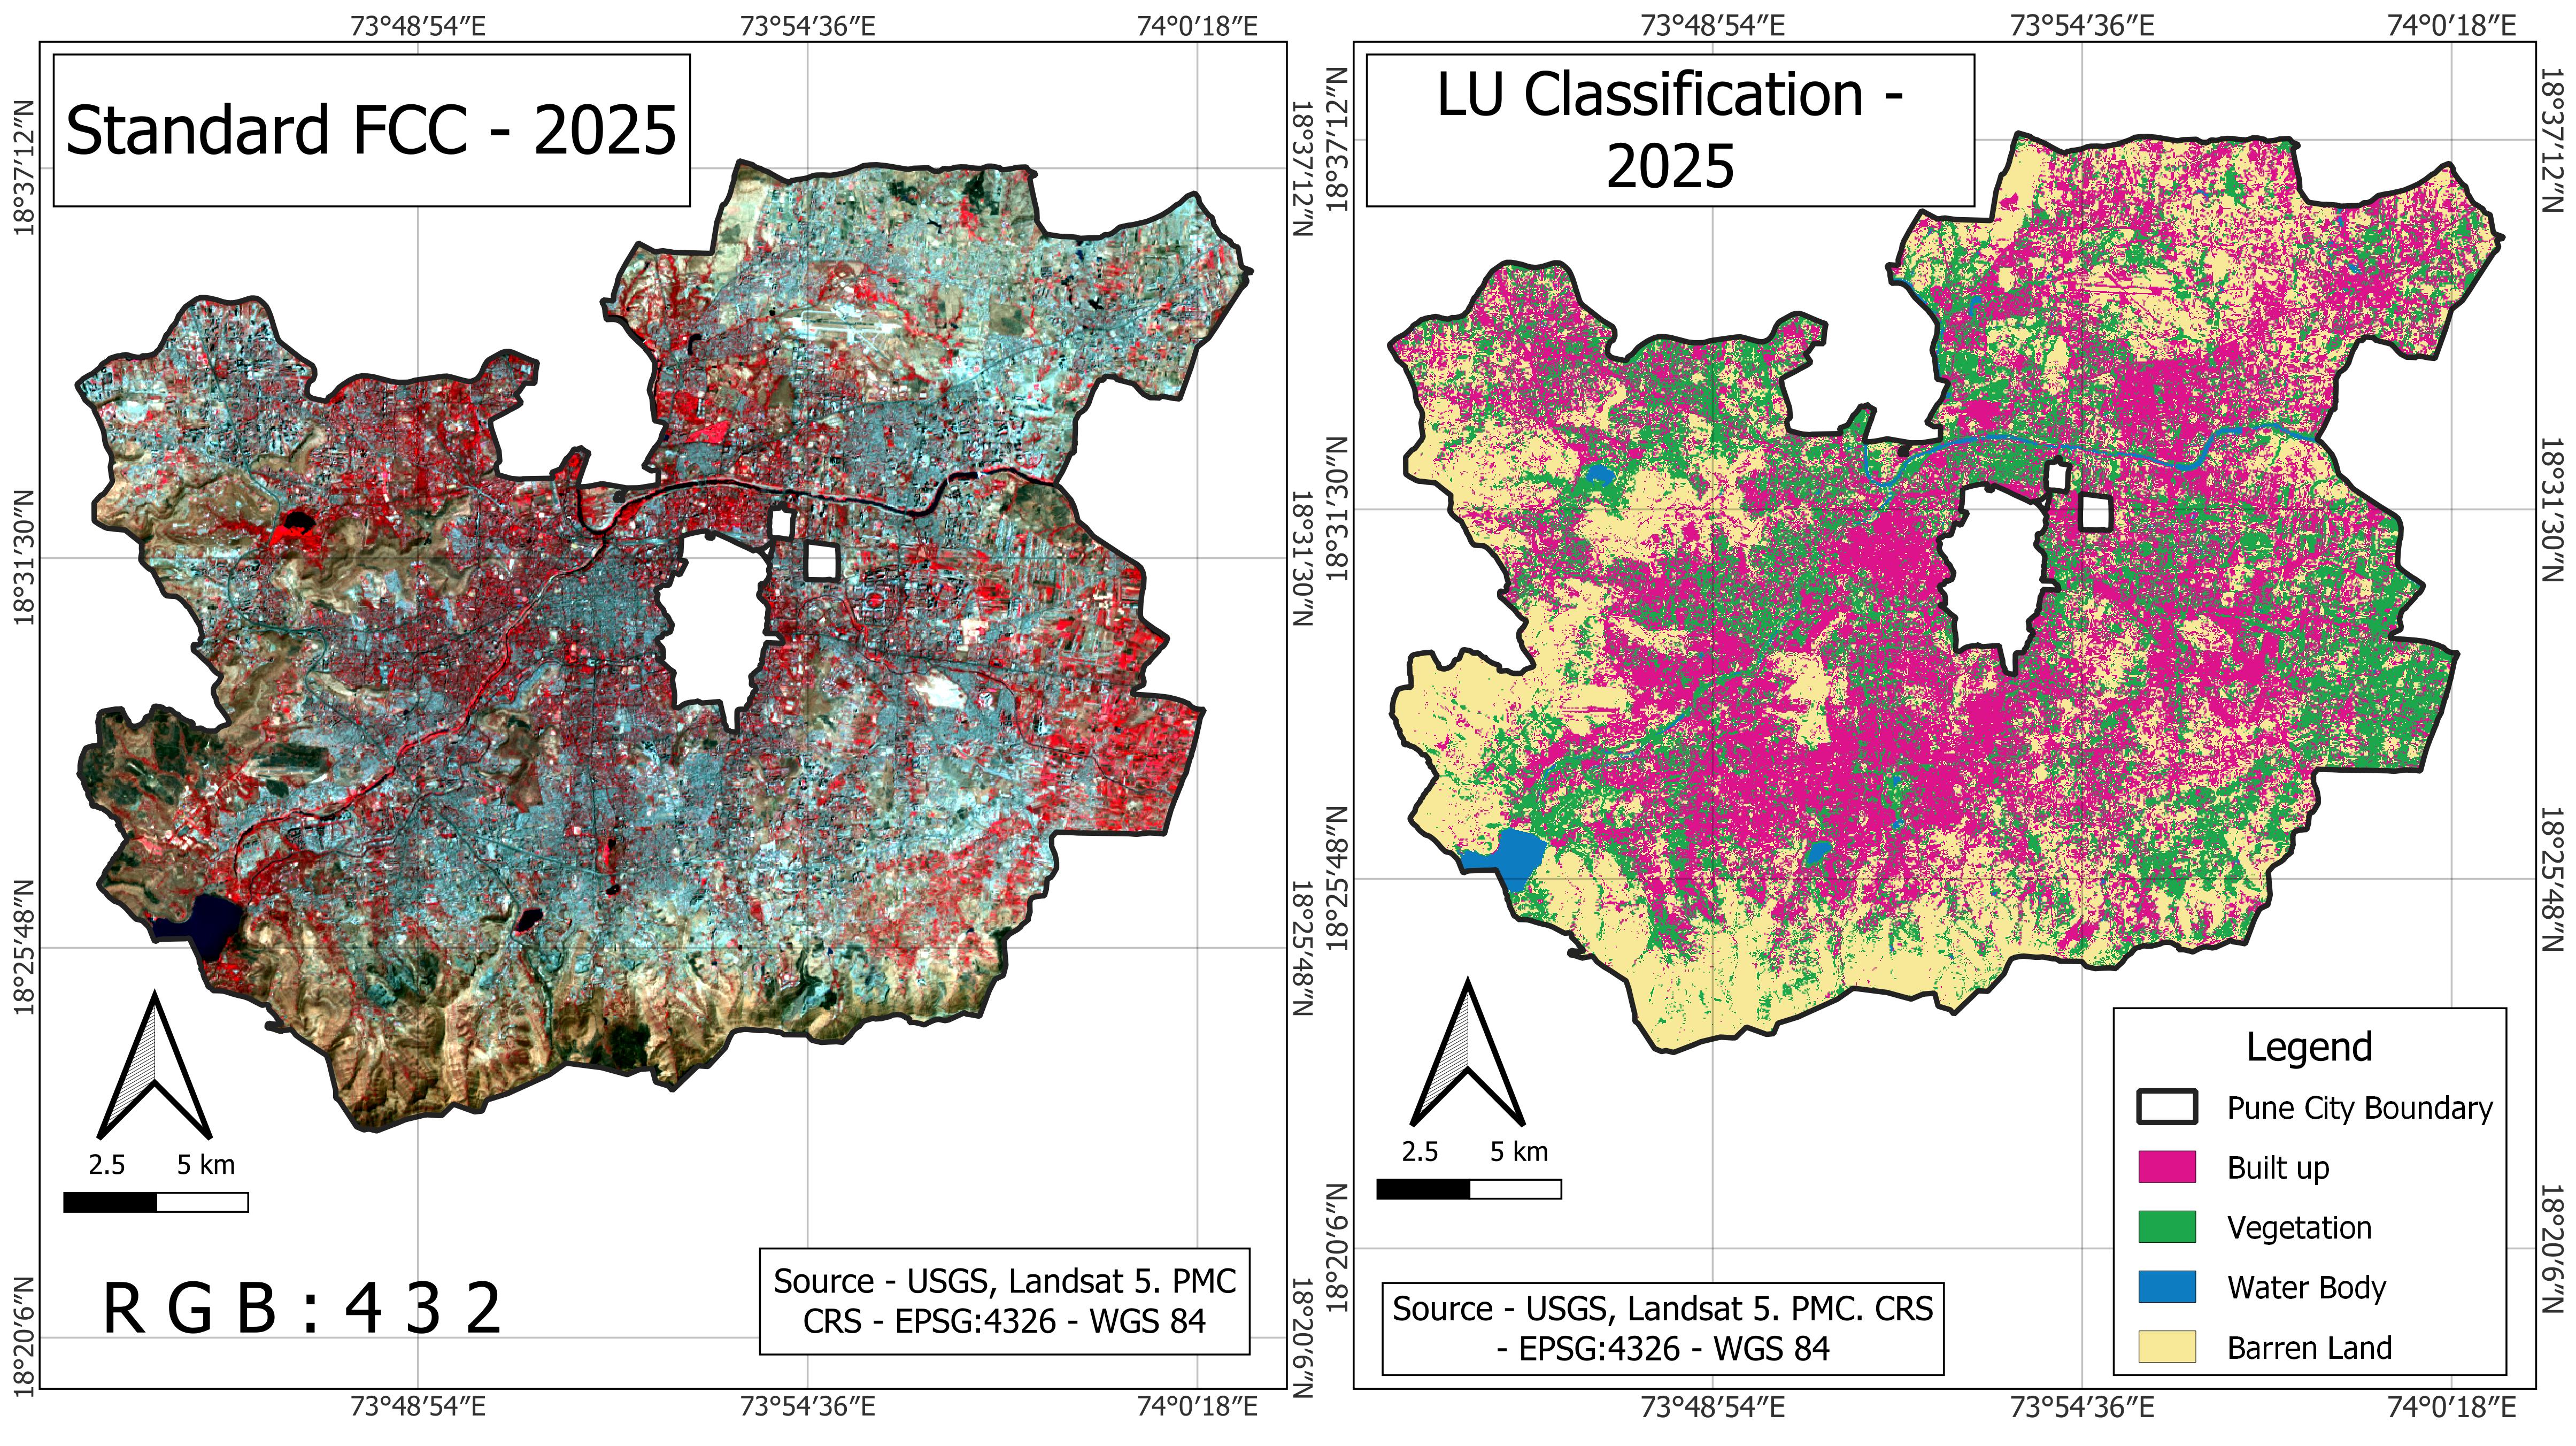 73°48′54″E 73°54′36″E 74°0′18″E
Standard FCC - 2025
18°37′12″N 18°37′12″N
18°31′30″N 18°31′30″N
18°25′48″N 18°25′48″N
2.5 5 km
R G B : 4 3 2
Source - USGS, Landsat 5. PMC
CRS - EPSG:4326 - WGS 84
18°20′6″N 18°20′6″N
73°48′54″E 73°54′36″E 74°0′18″E
73°48′54″E 73°54′36″E 74°0′18″E
LU Classification -
2025
18°37′12″N 18°37′12″N
18°31′30″N 18°31′30″N
18°25′48″N 18°25′48″N
2.5 5 km
Legend
Pune City Boundary
Built up
Vegetation
Water Body
Barren Land
Source - USGS, Landsat 5. PMC. CRS
- EPSG:4326 - WGS 84
18°20′6″N 18°20′6″N
73°48′54″E 73°54′36″E 74°0′18″E